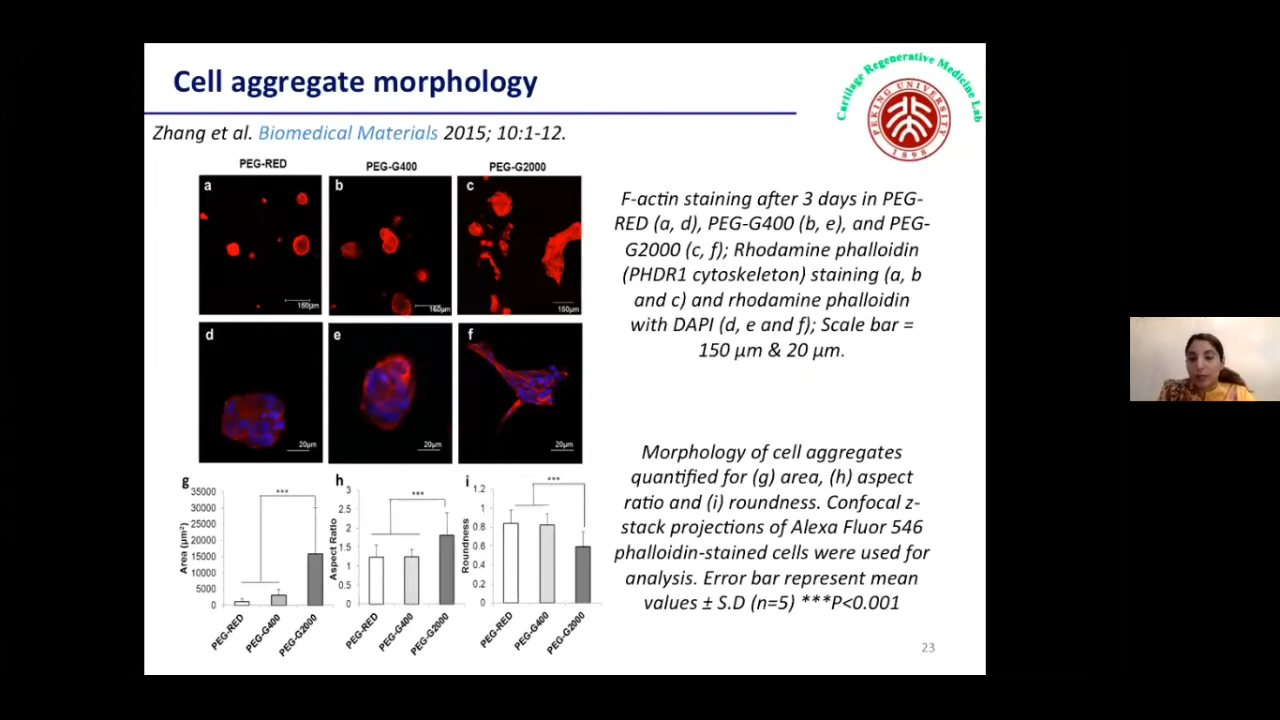 Cell aggregate morphology
Cartilage Regenerative Medicine Lab
PEKING UNIVERSITY
1898
Zhang et al. Biomedical Materials 2015; 10:1-12.
PEG-RED
PEG-G400
PEG-G2000
a
b
c
150µm
150µm
150µm
d
e
f
20µm
20µm
20µm
F-actin staining after 3 days in PEG-
RED (a, d), PEG-G400 (b, e), and PEG-
G2000 (c, f); Rhodamine phalloidin
(PHDR1 cytoskeleton) staining (a, b
and c) and rhodamine phalloidin
with DAPI (d, e and f); Scale bar =
150 µm & 20 µm.
g
35000
30000
25000
20000
15000
10000
5000
0
Area (µm²)
***
PEG-RED
PEG-G400
PEG-G2000
h
3
2.5
2
1.5
1
0.5
0
Aspect Ratio
***
PEG-RED
PEG-G400
PEG-G2000
i
1.2
1
0.8
0.6
0.4
0.2
0
Roundness
***
PEG-RED
PEG-G400
PEG-G2000
Morphology of cell aggregates
quantified for (g) area, (h) aspect
ratio and (i) roundness. Confocal z-
stack projections of Alexa Fluor 546
phalloidin-stained cells were used for
analysis. Error bar represent mean
values ± S.D (n=5) ***P<0.001
23